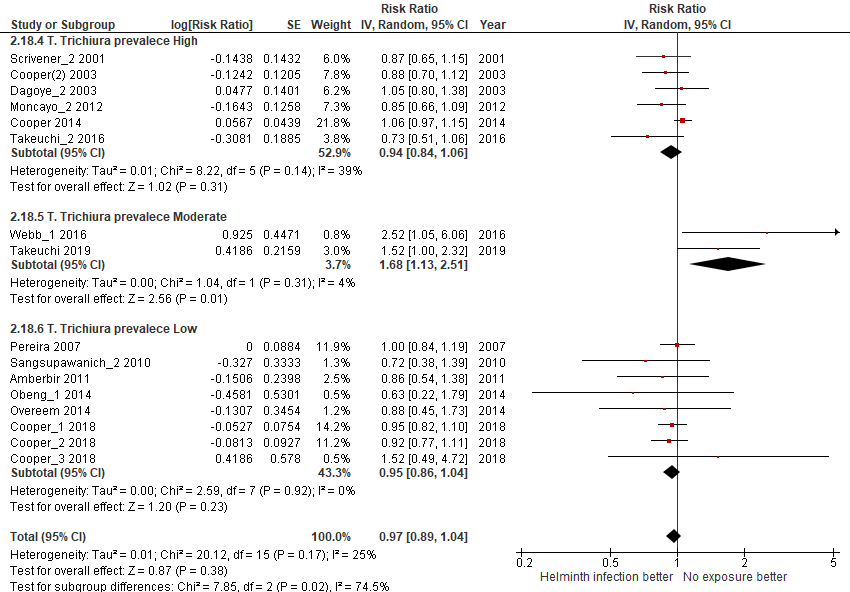 Risk Ratio Risk Ratio
Study or Subgroup log[Risk Ratio] SE Weight IV, Random, 95% CI Year IV, Random, 95% CI
2.18.4 T. Trichiura prevalece High
Scrivener_2 2001 -0.1438 0.1432 6.0% 0.87 [0.65, 1.15] 2001
Cooper(2) 2003 -0.1242 0.1205 7.8% 0.88 [0.70, 1.12] 2003
Dagoye_2 2003 0.0477 0.1401 6.2% 1.05 [0.80, 1.38] 2003
Moncayo_2 2012 -0.1643 0.1258 7.3% 0.85 [0.66, 1.09] 2012
Cooper 2014 0.0567 0.0439 21.8% 1.06 [0.97, 1.15] 2014
Takeuchi_2 2016 -0.3081 0.1885 3.8% 0.73 [0.51, 1.06] 2016
Subtotal (95% CI) 52.9% 0.94 [0.84, 1.06]
Heterogeneity: Tau² = 0.01; Chi² = 8.22, df = 5 (P = 0.14); I² = 39%
Test for overall effect: Z = 1.02 (P = 0.31)
2.18.5 T. Trichiura prevalece Moderate
Webb_1 2016 0.925 0.4471 0.8% 2.52 [1.05, 6.06] 2016
Takeuchi 2019 0.4186 0.2159 3.0% 1.52 [1.00, 2.32] 2019
Subtotal (95% CI) 3.7% 1.68 [1.13, 2.51]
Heterogeneity: Tau² = 0.00; Chi² = 1.04, df = 1 (P = 0.31); I² = 4%
Test for overall effect: Z = 2.56 (P = 0.01)
2.18.6 T. Trichiura prevalece Low
Pereira 2007 0 0.0884 11.9% 1.00 [0.84, 1.19] 2007
Sangsupawanich_2 2010 -0.327 0.3333 1.3% 0.72 [0.38, 1.39] 2010
Amberbir 2011 -0.1506 0.2398 2.5% 0.86 [0.54, 1.38] 2011
Obeng_1 2014 -0.4581 0.5301 0.5% 0.63 [0.22, 1.79] 2014
Overeem 2014 -0.1307 0.3454 1.2% 0.88 [0.45, 1.73] 2014
Cooper_1 2018 -0.0527 0.0754 14.2% 0.95 [0.82, 1.10] 2018
Cooper_2 2018 -0.0813 0.0927 11.2% 0.92 [0.77, 1.11] 2018
Cooper_3 2018 0.4186 0.578 0.5% 1.52 [0.49, 4.72] 2018
Subtotal (95% CI) 43.3% 0.95 [0.86, 1.04]
Heterogeneity: Tau² = 0.00; Chi² = 2.59, df = 7 (P = 0.92); I² = 0%
Test for overall effect: Z = 1.20 (P = 0.23)
Total (95% CI) 100.0% 0.97 [0.89, 1.04]
Heterogeneity: Tau² = 0.01; Chi² = 20.12, df = 15 (P = 0.17); I² = 25%
Test for overall effect: Z = 0.87 (P = 0.38)
Test for subgroup differences: Chi² = 7.85, df = 2 (P = 0.02), I² = 74.5%
0.2 0.5 1 2 5
Helminth infection better No exposure better